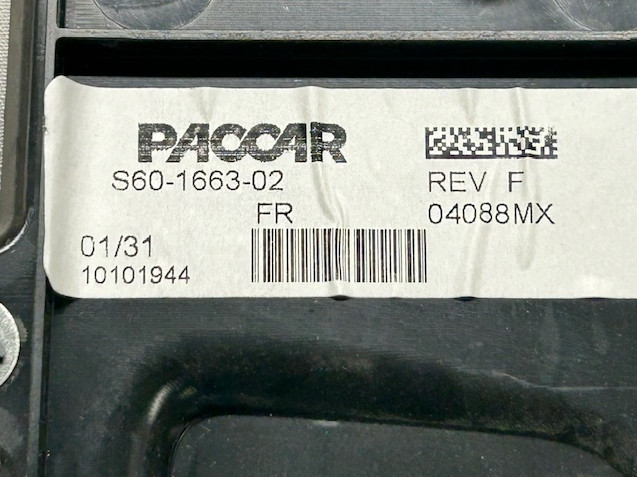 PACCAR
S60-1663-02 REV F
FR 04088MX
01/31
10101944